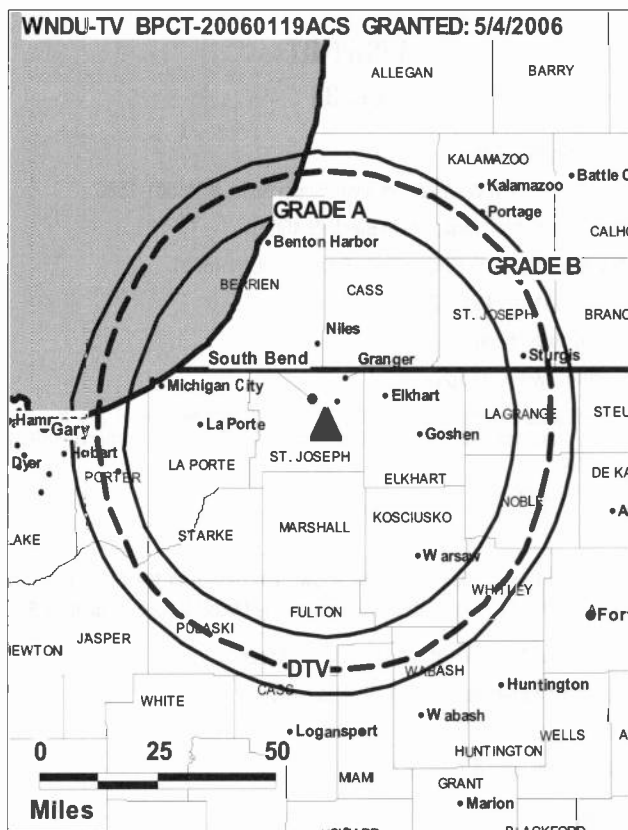 WNDU-TV BPCT-20060119ACS GRANTED: 5/4/2006
ALLEGAN
BARRY
KALAMAZOO
Kalamazoo
Battle C
Portage
GRADE A
CALHO
Benton Harbor
GRADE B
BERRIEN
CASS
ST. JOSEPH
BRANC
Niles
South Bend
Granger
Sturgis
Michigan City
Elkhart
LAGRANGE
STEU
Hammond
Gary
La Porte
Goshen
Hobart
Dyer
PORTER
LA PORTE
ST. JOSEPH
ELKHART
DE KA
NOBLE
KOSCIUSKO
A
LAKE
STARKE
MARSHALL
Warsaw
WHITLEY
FULTON
Fort
PULASKI
JASPER
NEWTON
DTV
WABASH
CASS
Huntington
WHITE
Wabash
Logansport
WELLS
A
HUNTINGTON
0 25 50
MIAMI
GRANT
Miles
Marion
BLACKFORD